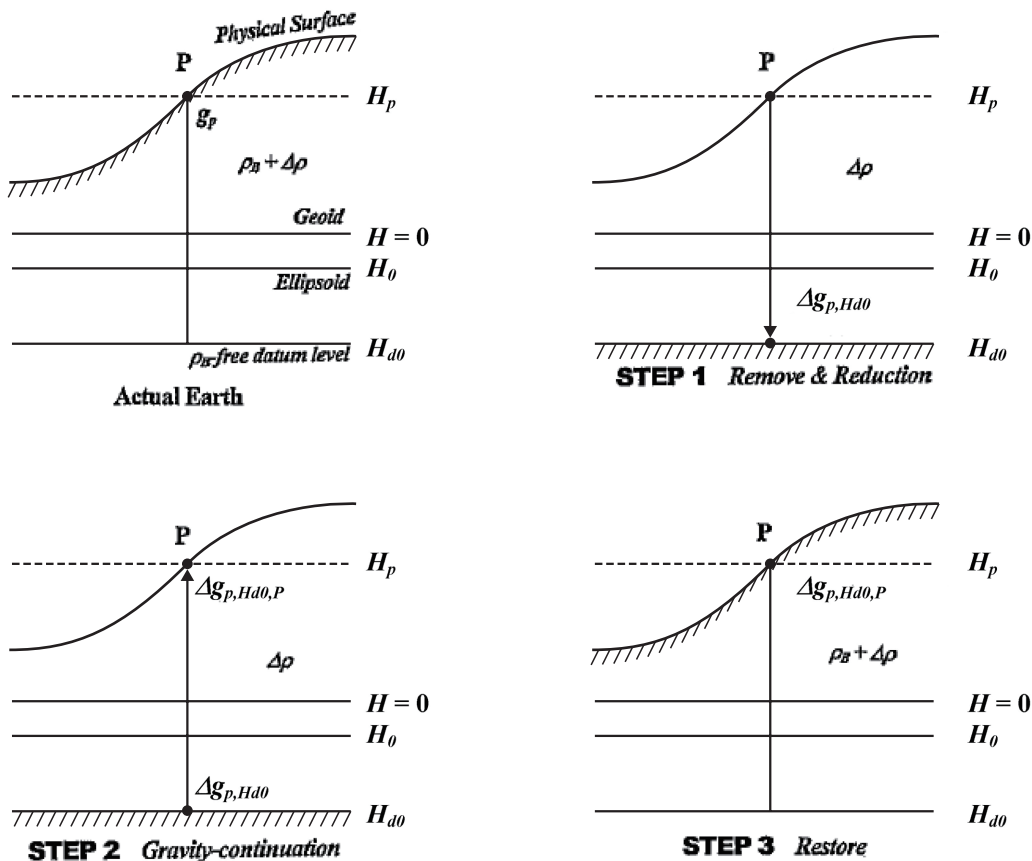 Physical Surface
P
H_p
g_p
ρ_B + Δρ
Geoid
H = 0
H_0
Ellipsoid
ρ_B-free datum level
H_d0
Actual Earth
P
H_p
Δρ
H = 0
H_0
Δg_p,Hd0
H_d0
STEP 1 Remove & Reduction
P
H_p
Δg_p,Hd0,P
Δρ
H = 0
H_0
Δg_p,Hd0
H_d0
STEP 2 Gravity-continuation
P
H_p
Δg_p,Hd0,P
ρ_B + Δρ
H = 0
H_0
H_d0
STEP 3 Restore